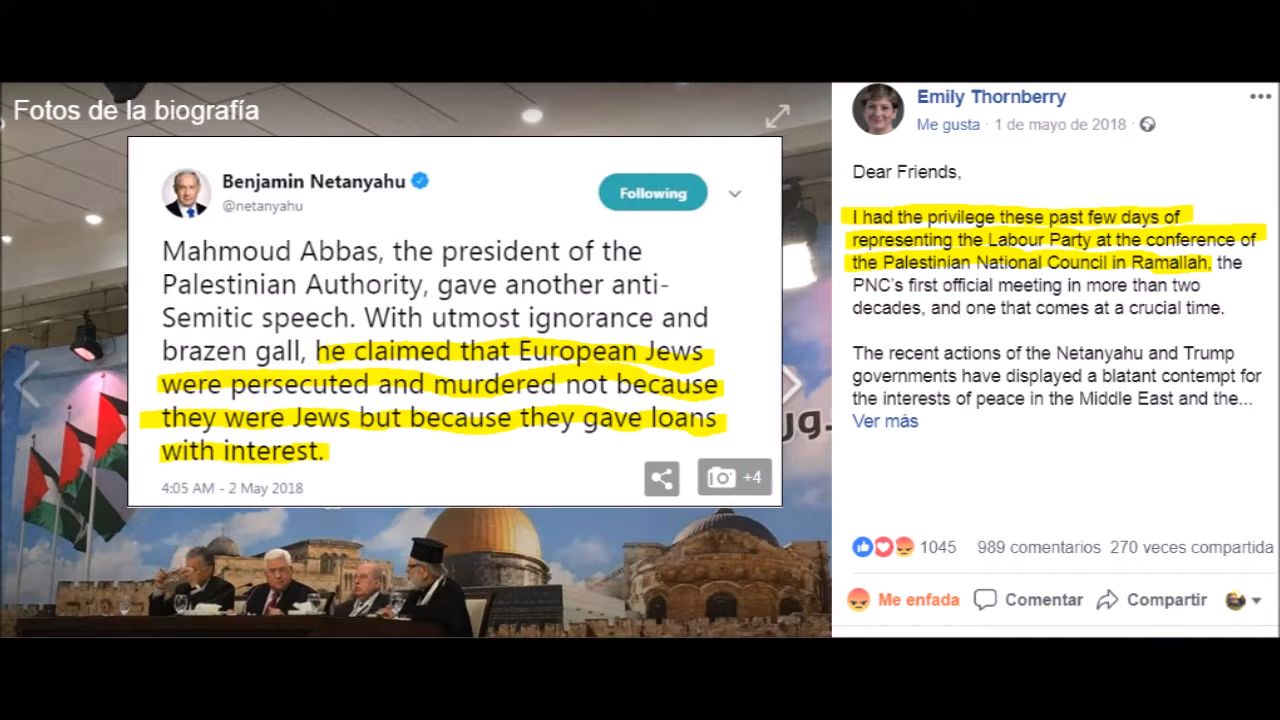 Fotos de la biografía
Benjamin Netanyahu
@netanyahu
Following
Mahmoud Abbas, the president of the
Palestinian Authority, gave another anti-
Semitic speech. With utmost ignorance and
brazen gall, he claimed that European Jews
were persecuted and murdered not because
they were Jews but because they gave loans
with interest.
4:05 AM - 2 May 2018
+4
Emily Thornberry
Me gusta · 1 de mayo de 2018 ·
Dear Friends,
I had the privilege these past few days of
representing the Labour Party at the conference of
the Palestinian National Council in Ramallah, the
PNC's first official meeting in more than two
decades, and one that comes at a crucial time.
The recent actions of the Netanyahu and Trump
governments have displayed a blatant contempt for
the interests of peace in the Middle East and the...
Ver más
1045 989 comentarios 270 veces compartida
Me enfada Comentar Compartir